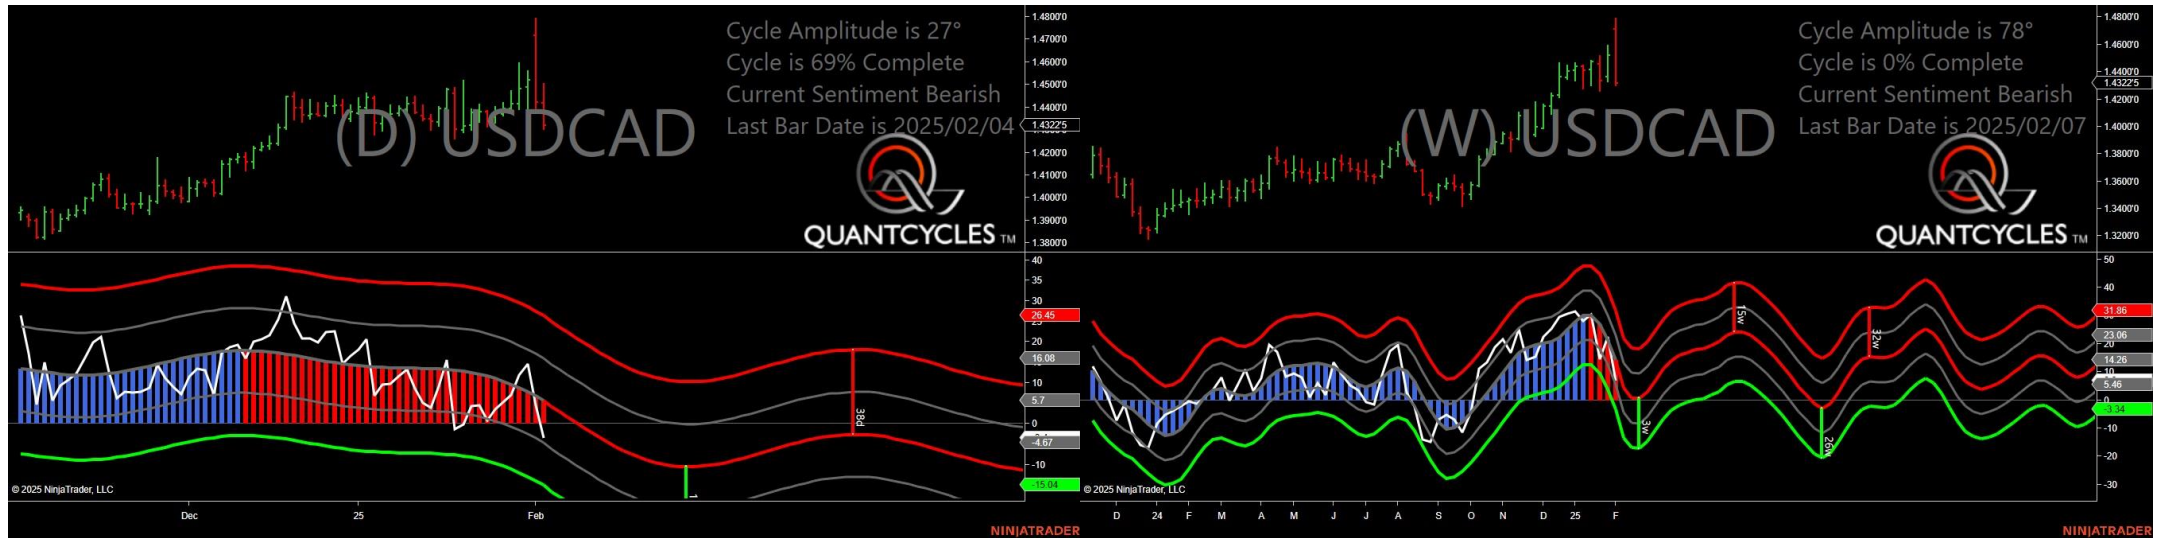 Cycle Amplitude is 27°
Cycle is 69% Complete
Current Sentiment Bearish
Last Bar Date is 2025/02/04
(D) USDCAD
QUANTCYCLES TM
1.4800'0
1.4700'0
1.4600'0
1.4500'0
1.4400'0
1.4322'5
1.4200'0
1.4100'0
1.4000'0
1.3900'0
1.3800'0
40
35
30
26.45
20
16.08
10
5.7
0
-4.67
-10
-15.04
38d
1
© 2025 NinjaTrader, LLC
Dec
25
Feb
NINJATRADER
Cycle Amplitude is 78°
Cycle is 0% Complete
Current Sentiment Bearish
Last Bar Date is 2025/02/07
(W) USDCAD
QUANTCYCLES TM
1.4800'0
1.4600'0
1.4400'0
1.4322'5
1.4200'0
1.4000'0
1.3800'0
1.3600'0
1.3400'0
1.3200'0
50
40
31.86
23.06
20
14.26
10
5.46
0
-3.34
-10
-20
-30
15w
32w
3w
26w
© 2025 NinjaTrader, LLC
D
24
F
M
A
M
J
J
A
S
O
N
D
25
F
NINJATRADER